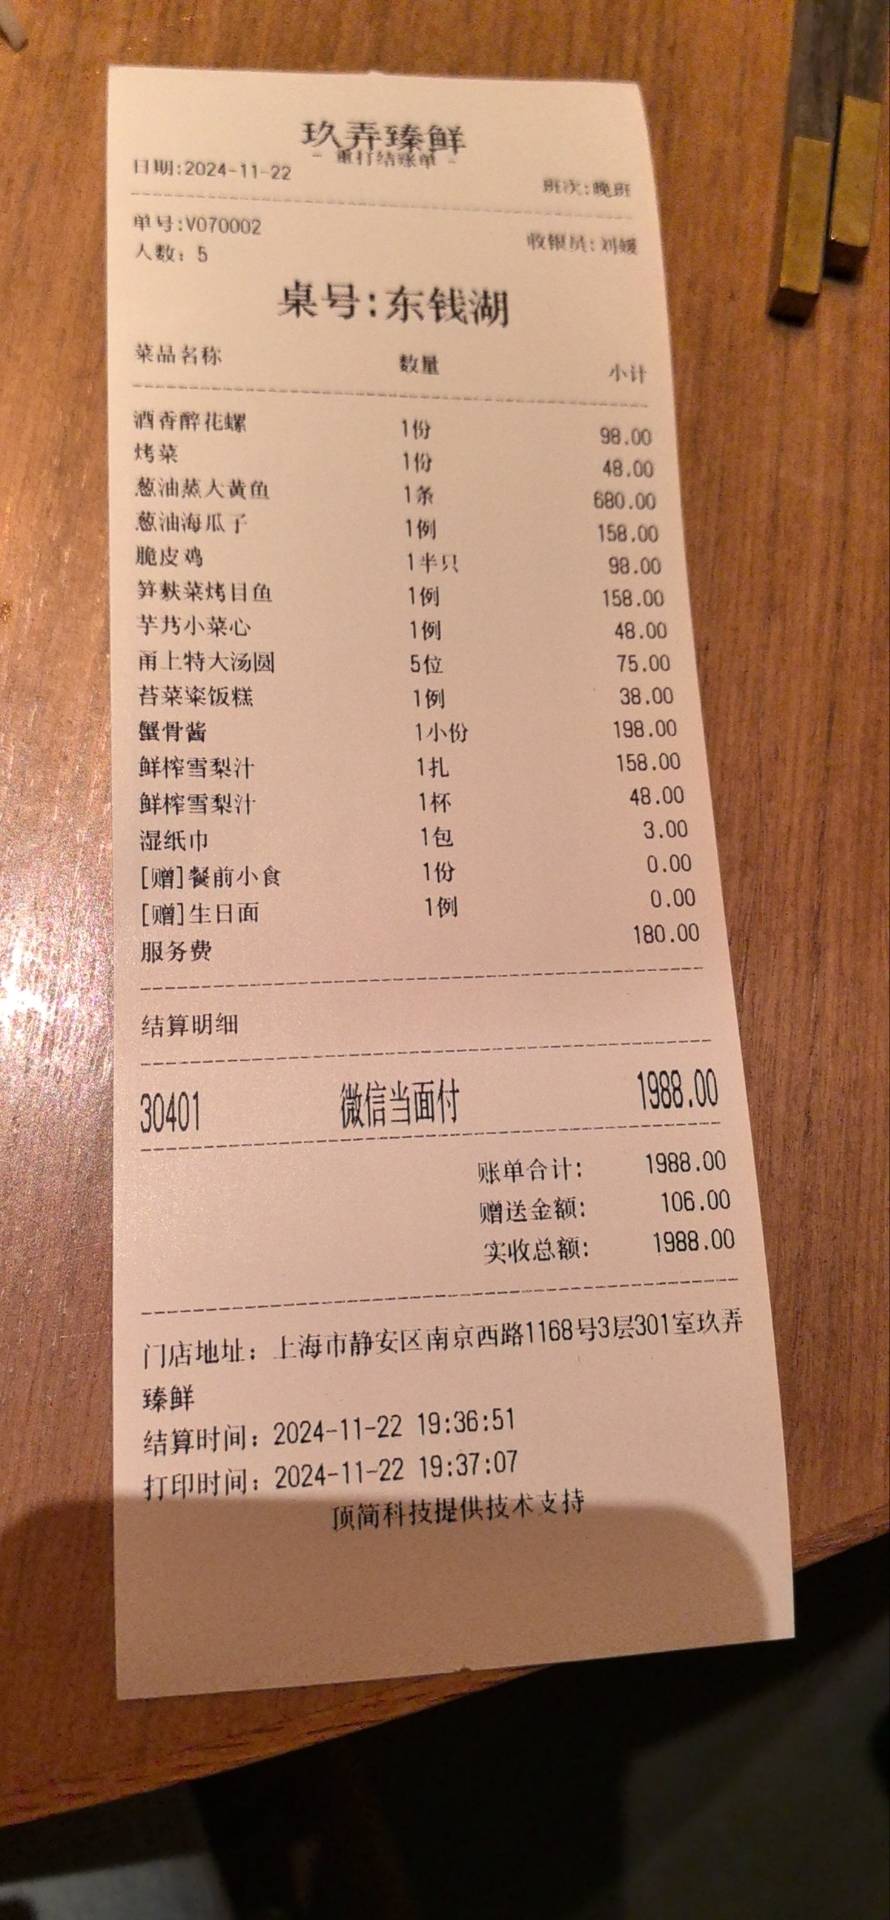 玖弄臻鲜
- 重打结账单 -
日期:2024-11-22 班次:晚班
单号:V070002 收银员:刘媛
人数: 5
桌号:东钱湖
菜品名称 数量 小计
酒香醉花螺 1份 98.00
烤菜 1份 48.00
葱油蒸大黄鱼 1条 680.00
葱油海瓜子 1例 158.00
脆皮鸡 1半只 98.00
笋麸菜烤目鱼 1例 158.00
芋艿小菜心 1例 48.00
甬上特大汤圆 5位 75.00
苔菜粢饭糕 1例 38.00
蟹骨酱 1小份 198.00
鲜榨雪梨汁 1扎 158.00
鲜榨雪梨汁 1杯 48.00
湿纸巾 1包 3.00
[赠]餐前小食 1份 0.00
[赠]生日面 1例 0.00
服务费 180.00
结算明细
30401 微信当面付 1988.00
账单合计: 1988.00
赠送金额: 106.00
实收总额: 1988.00
门店地址: 上海市静安区南京西路1168号3层301室玖弄
臻鲜
结算时间: 2024-11-22 19:36:51
打印时间: 2024-11-22 19:37:07
顶简科技提供技术支持